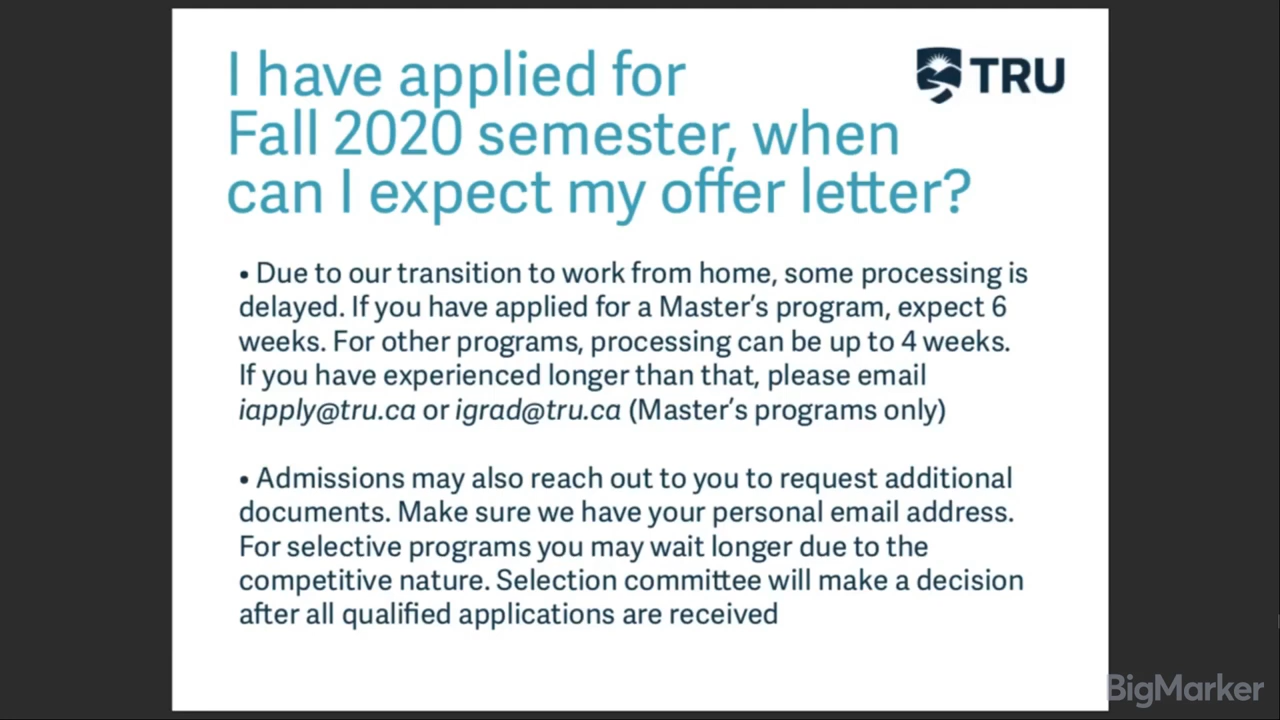 I have applied for
Fall 2020 semester, when
can I expect my offer letter?
TRU
• Due to our transition to work from home, some processing is
delayed. If you have applied for a Master's program, expect 6
weeks. For other programs, processing can be up to 4 weeks.
If you have experienced longer than that, please email
iapply@tru.ca or igrad@tru.ca (Master's programs only)
• Admissions may also reach out to you to request additional
documents. Make sure we have your personal email address.
For selective programs you may wait longer due to the
competitive nature. Selection committee will make a decision
after all qualified applications are received
BigMarker